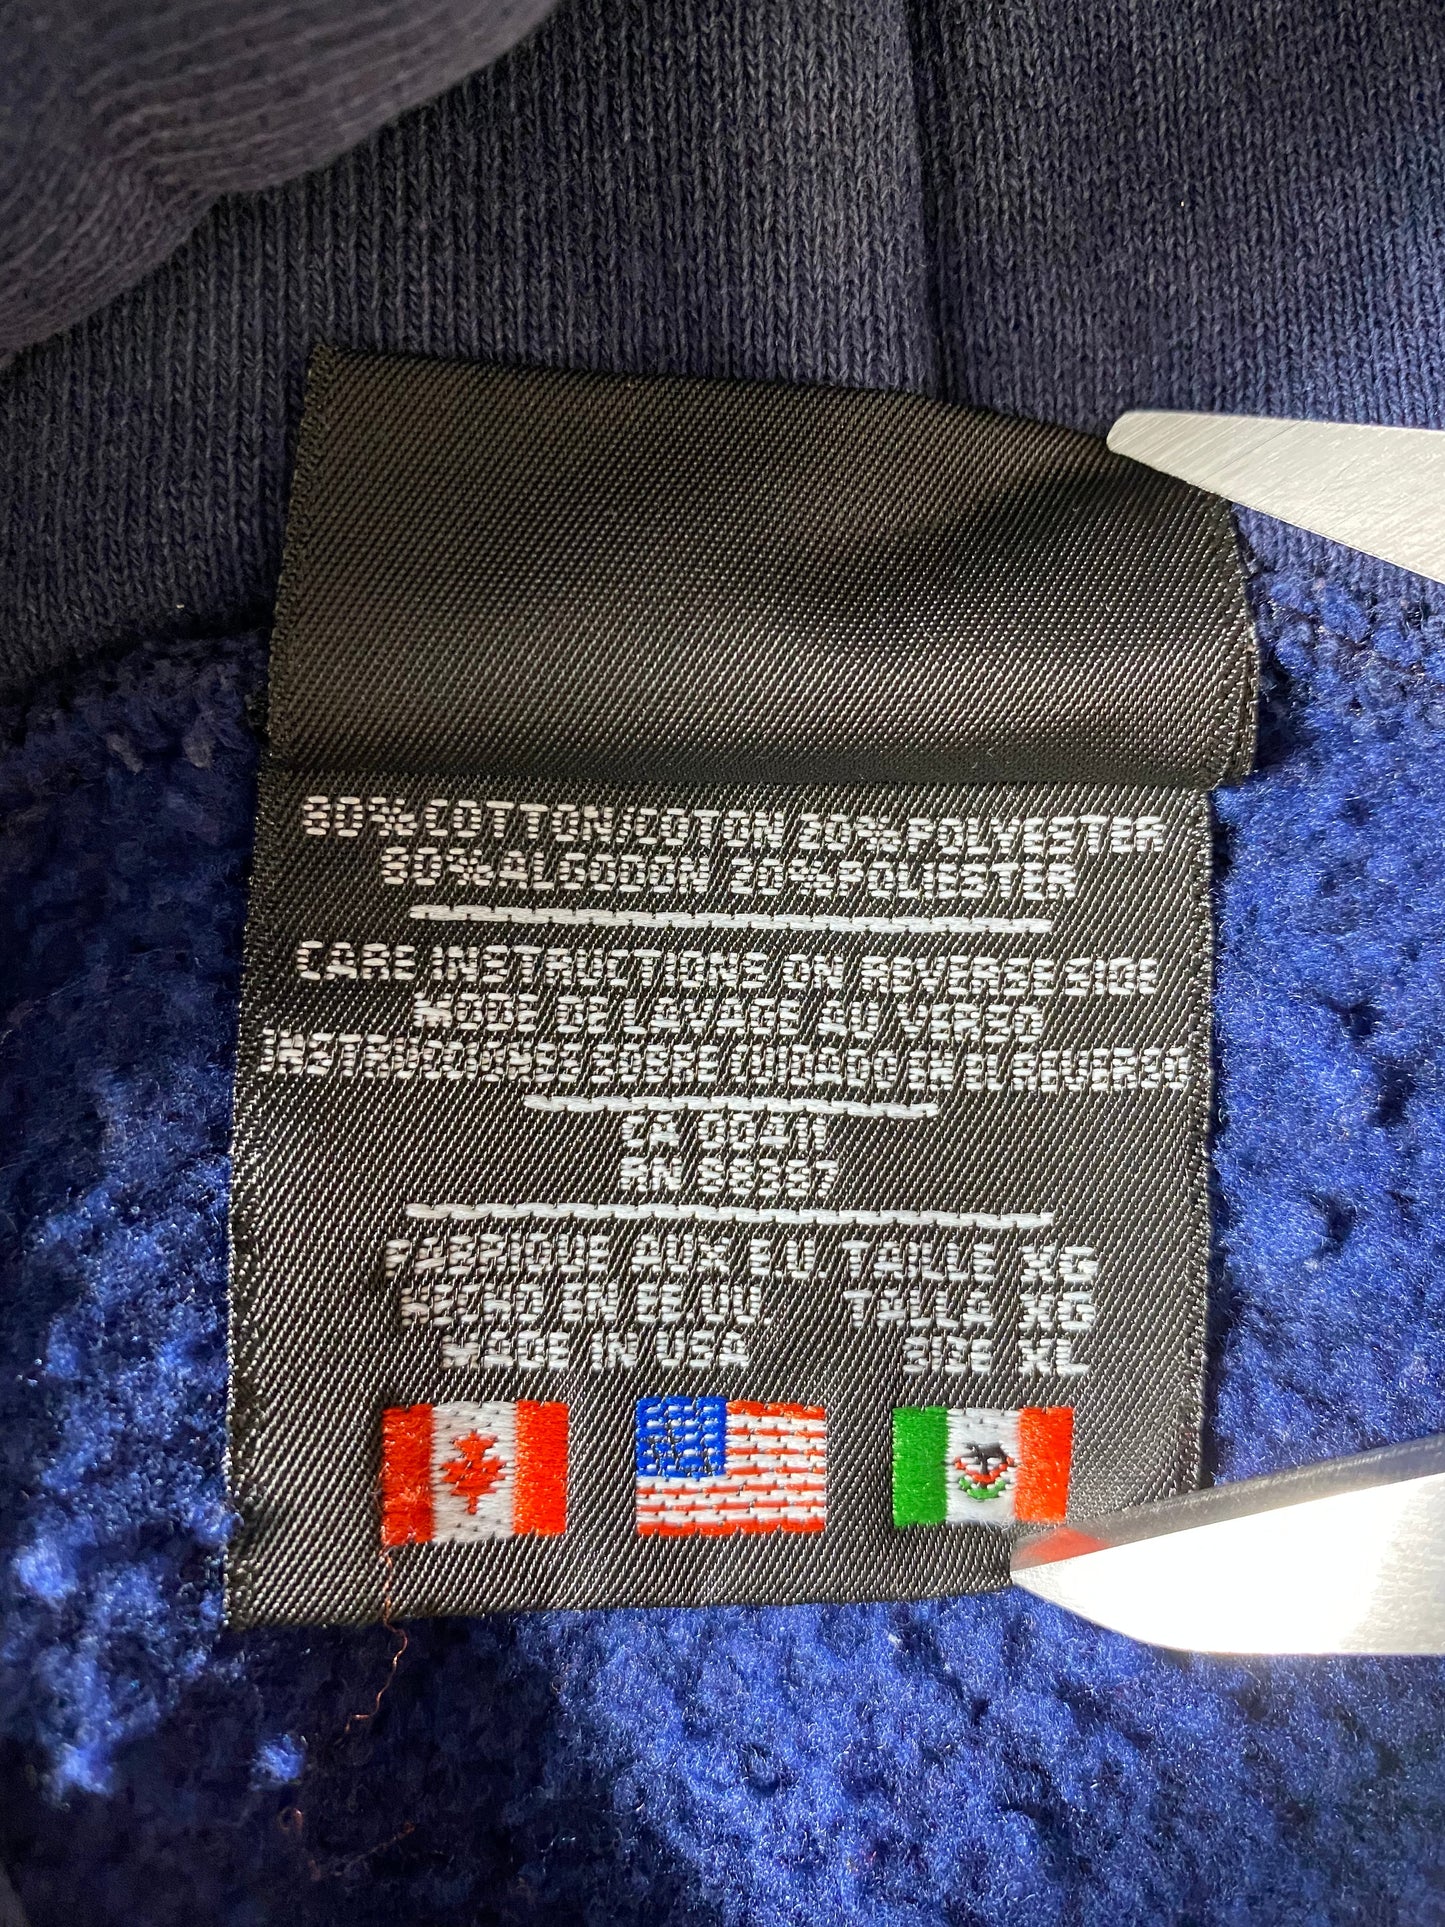 80% COTTON/COTON 20% POLYESTER
80% ALGODON 20% POLIESTER
CARE INSTRUCTIONS ON REVERSE SIDE
MODE DE LAVAGE AU VERSO
INSTRUCCIONES SOBRE CUIDADO EN EL REVERSO
CA 00411
RN 88387
FABRIQUE AUX E.U. TAILLE XG
HECHO EN EE.UU. TALLA XG
MADE IN USA SIZE XL